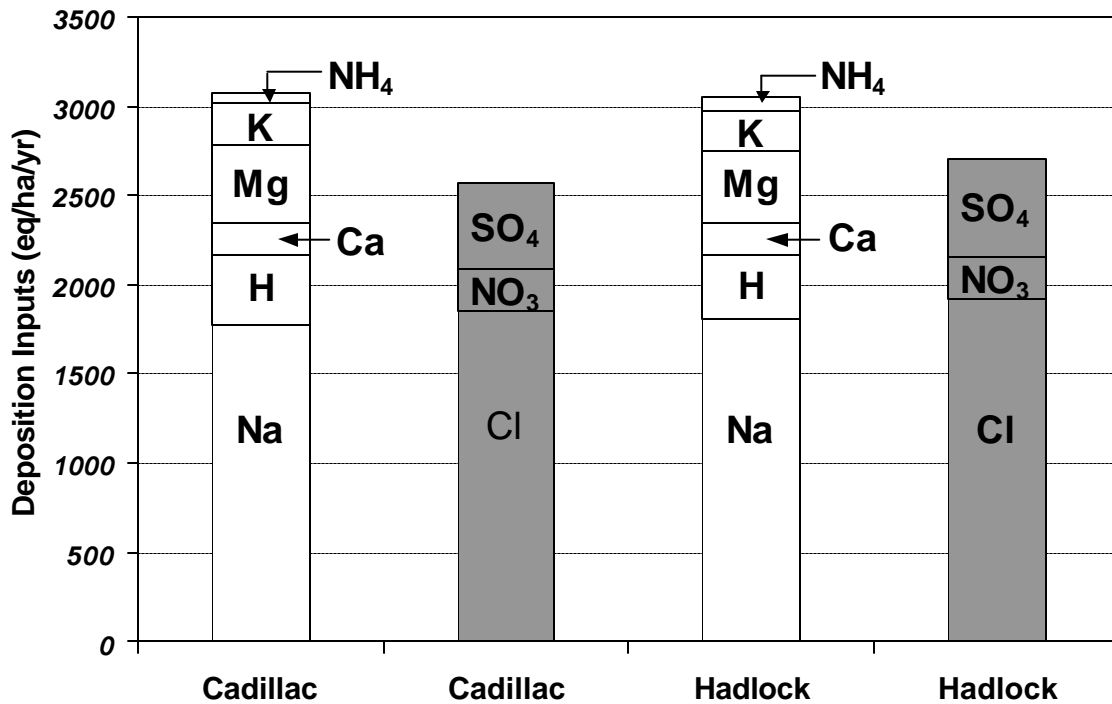 Deposition Inputs (eq/ha/yr)
3500
3000
2500
2000
1500
1000
500
0
NH₄
K
Mg
Ca
H
Na
SO₄
NO₃
Cl
NH₄
K
Mg
Ca
H
Na
SO₄
NO₃
Cl
Cadillac
Cadillac
Hadlock
Hadlock